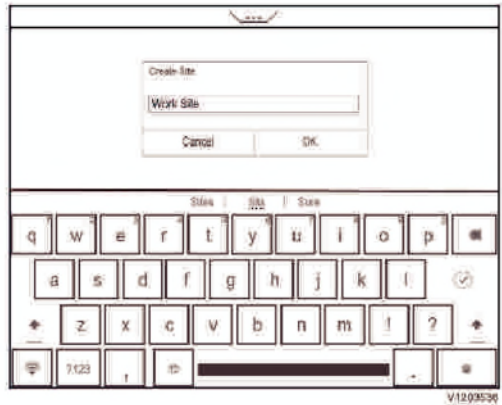 Create Site
Work Site
Cancel OK
Sites Site Sure
q w e r t y u i o p
a s d f g h j k l
z x c v b n m ! ?
?123 , .
V1203536